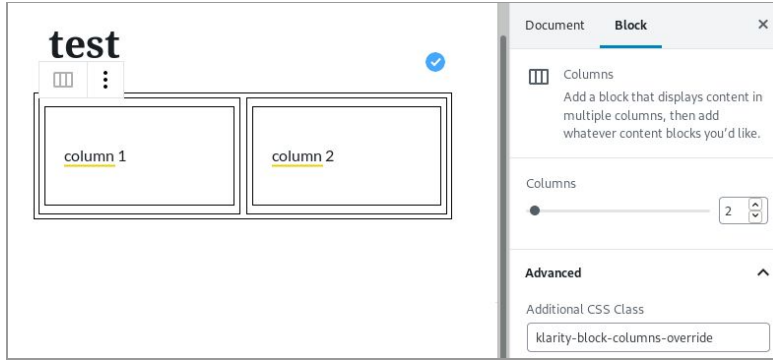 test
column 1
column 2
Document
Block
Columns
Add a block that displays content in
multiple columns, then add
whatever content blocks you'd like.
Columns
2
Advanced
Additional CSS Class
klarity-block-columns-override